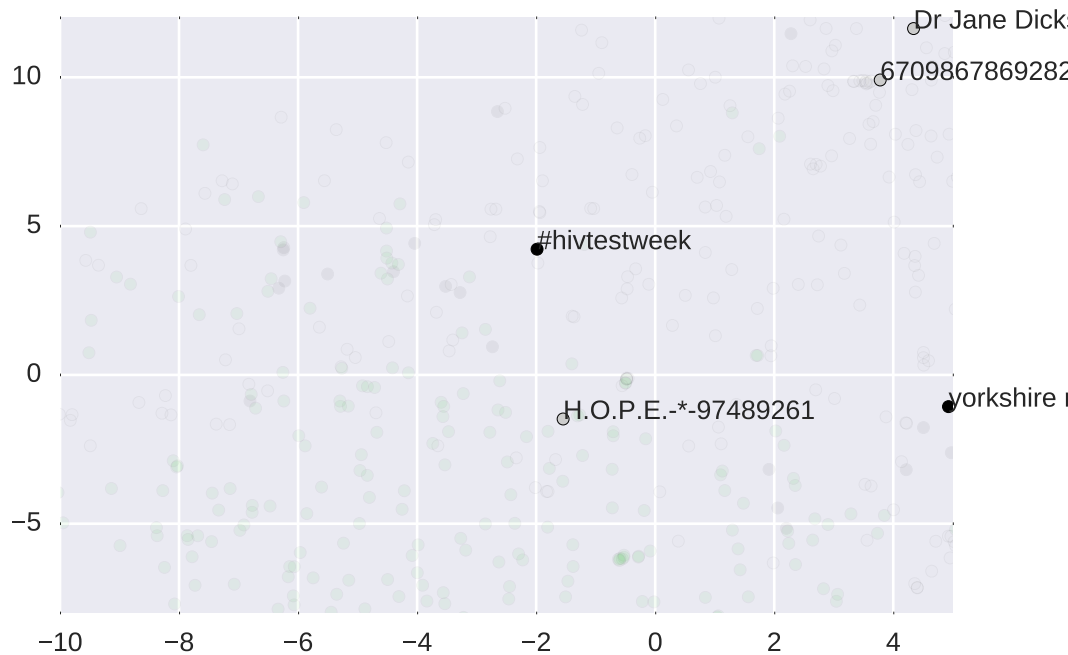 Dr Jane Dicks
10
6709867869282
5
#hivtestweek
0
yorkshire r
H.O.P.E.-*-97489261
−5
−10 −8 −6 −4 −2 0 2 4